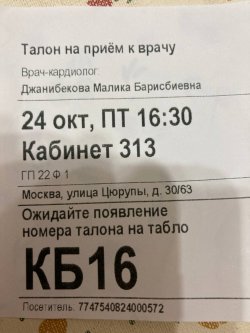 Талон на приём к врачу
Врач-кардиолог:
Джанибекова Малика Барисбиевна
24 окт, ПТ 16:30
Кабинет 313
ГП 22 Ф 1
Москва, улица Цюрупы, д. 30/63
Ожидайте появление
номера талона на табло
КБ16
Посетитель: 7747540824000572